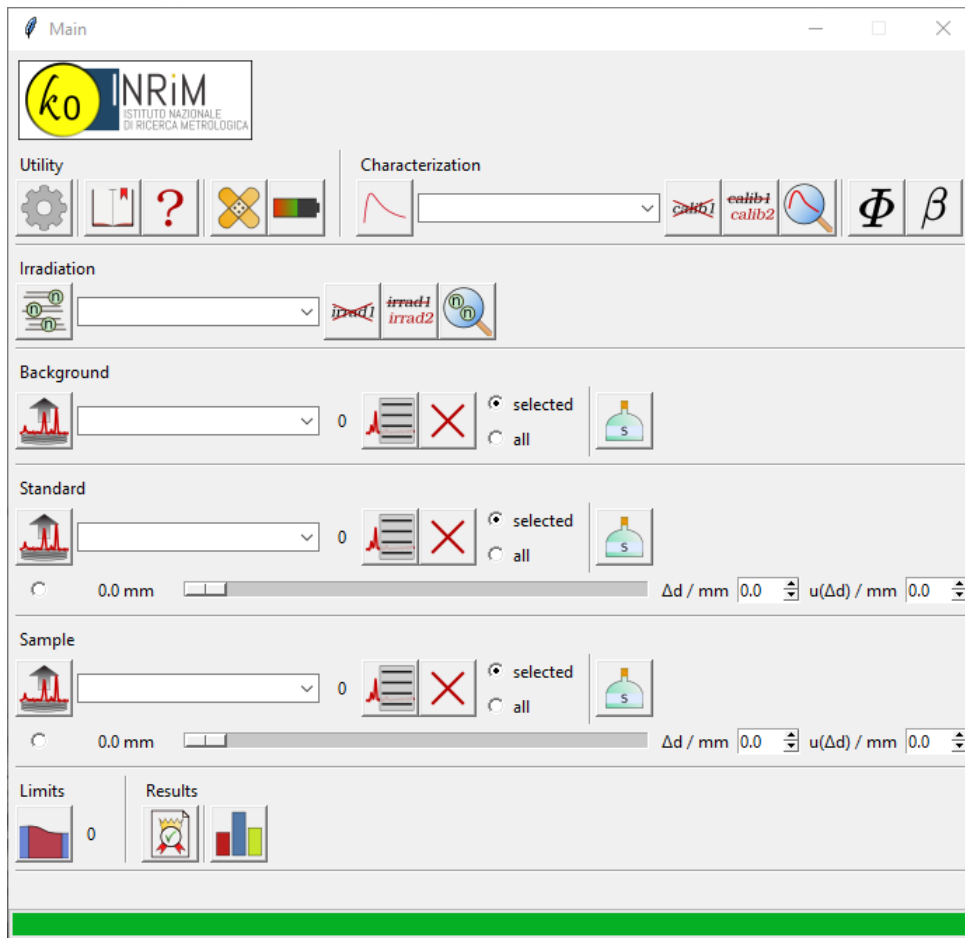 Main
k0 INRiM
ISTITUTO NAZIONALE
DI RICERCA METROLOGICA
Utility
Characterization
?
calib1
calib1
calib2
Φ
β
Irradiation
n
n
n
irrad1
irrad1
irrad2
n
n
Background
0
selected
all
s
Standard
0
selected
all
s
0.0 mm
Δd / mm 0.0 u(Δd) / mm 0.0
Sample
0
selected
all
s
0.0 mm
Δd / mm 0.0 u(Δd) / mm 0.0
Limits
Results
0